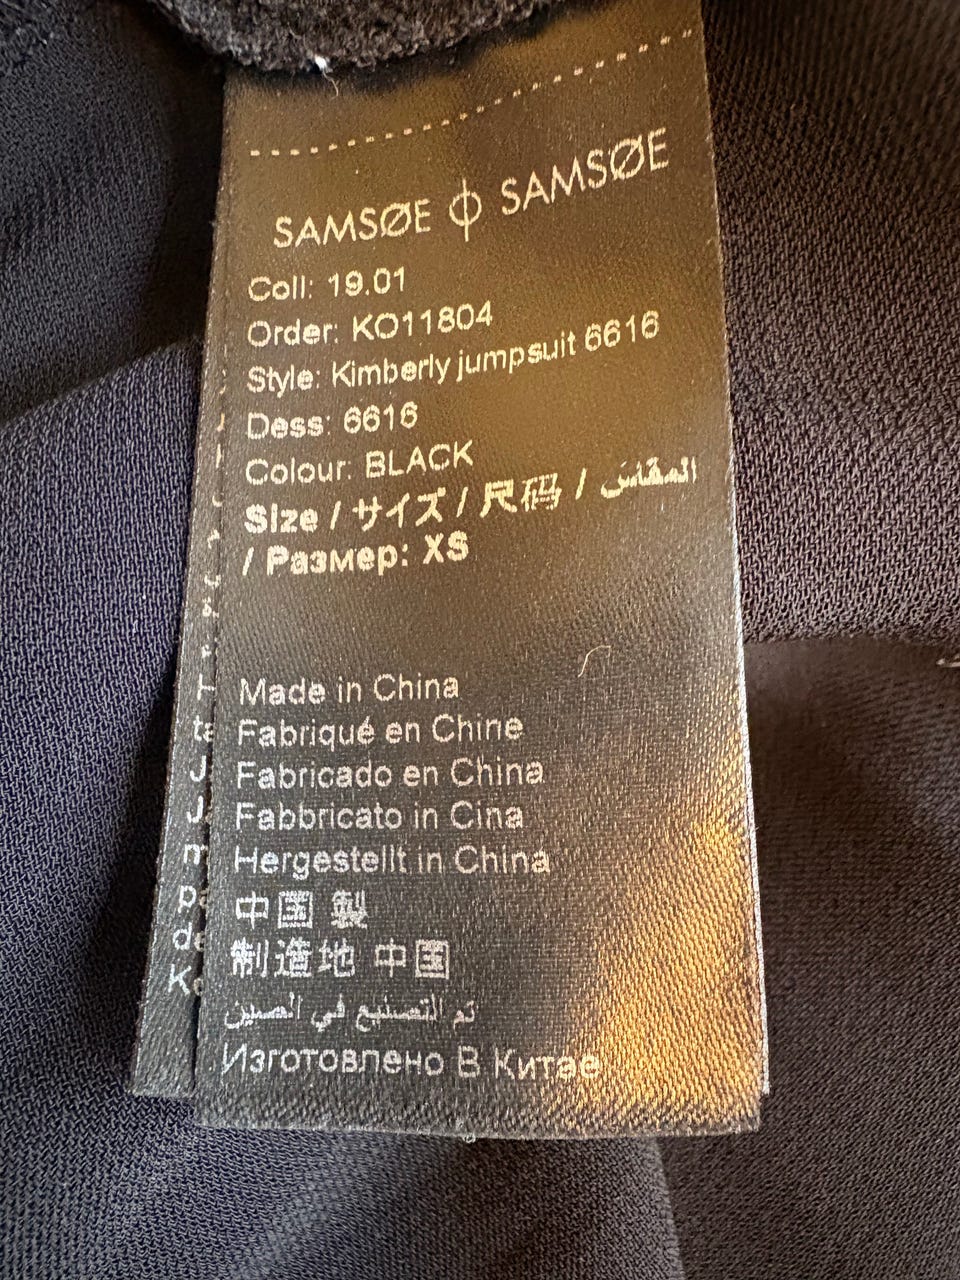 SAMSØE ϕ SAMSØE
Coll: 19.01
Order: KO11804
Style: Kimberly jumpsuit 6616
Dess: 6616
Colour: BLACK
Size / サイズ / 尺码 / المقاس
/ Размер: XS
Made in China
Fabriqué en Chine
Fabricado en China
Fabbricato in Cina
Hergestellt in China
中国 製
制造地 中国
تم التصنيع في الصين
Изготовлено В Китае